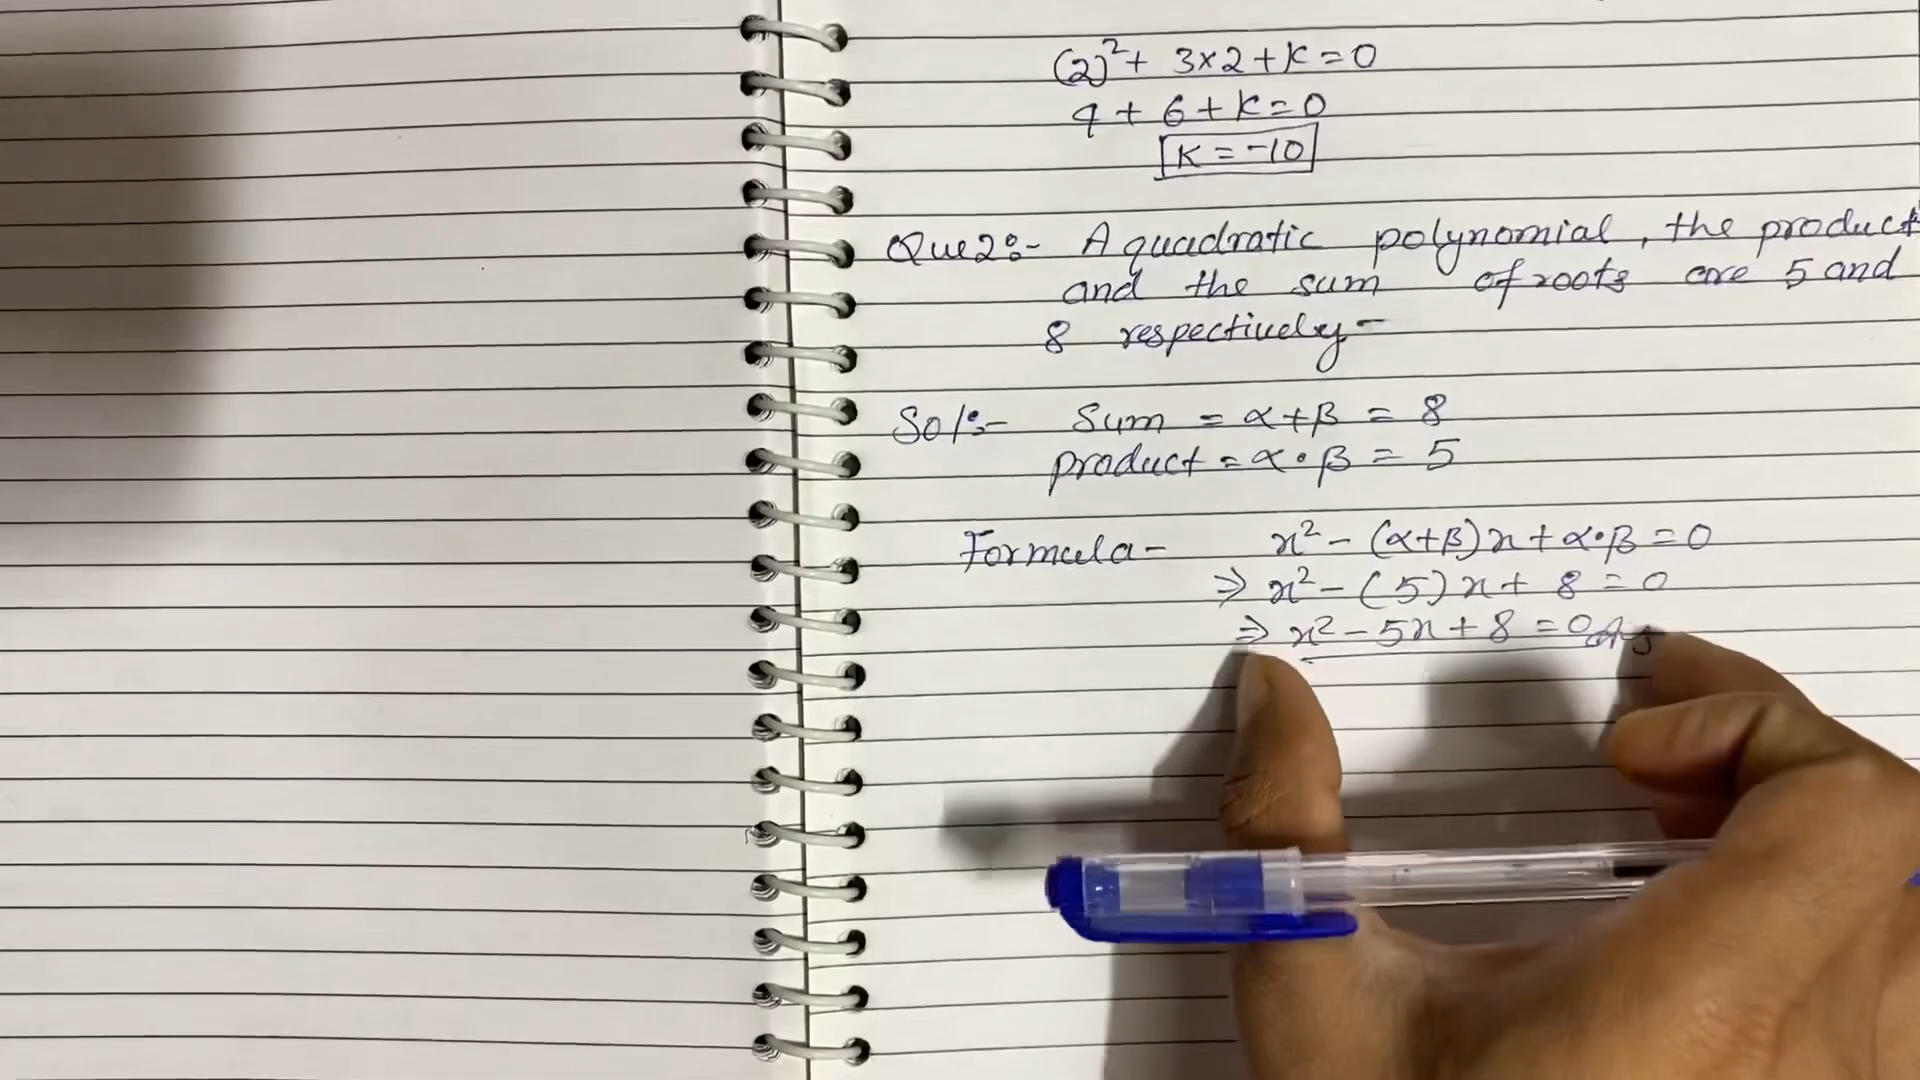 (2)²+ 3×2+K=0
4 + 6 + K = 0
K = -10
Que2:- A quadratic polynomial, the product
and the sum of roots are 5 and
8 respectively-
Sol:- Sum = α+β = 8
product = α•β = 5
Formula- x² - (α+β)x + α•β = 0
⇒ x² - (5)x + 8 = 0
⇒ x² - 5x + 8 = 0 Ans